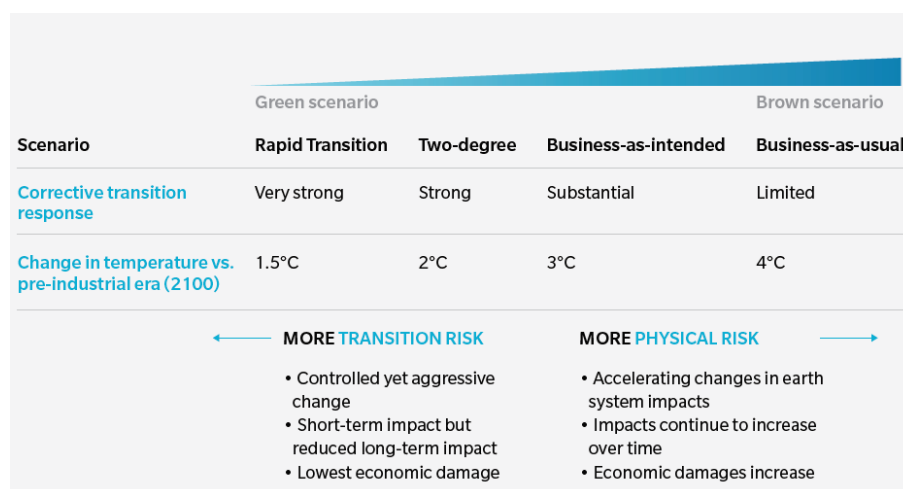 Green scenario Brown scenario
Scenario Rapid Transition Two-degree Business-as-intended Business-as-usual
Corrective transition Very strong Strong Substantial Limited
response
Change in temperature vs. 1.5°C 2°C 3°C 4°C
pre-industrial era (2100)
MORE TRANSITION RISK MORE PHYSICAL RISK
• Controlled yet aggressive
change
• Short-term impact but
reduced long-term impact
• Lowest economic damage
• Accelerating changes in earth
system impacts
• Impacts continue to increase
over time
• Economic damages increase